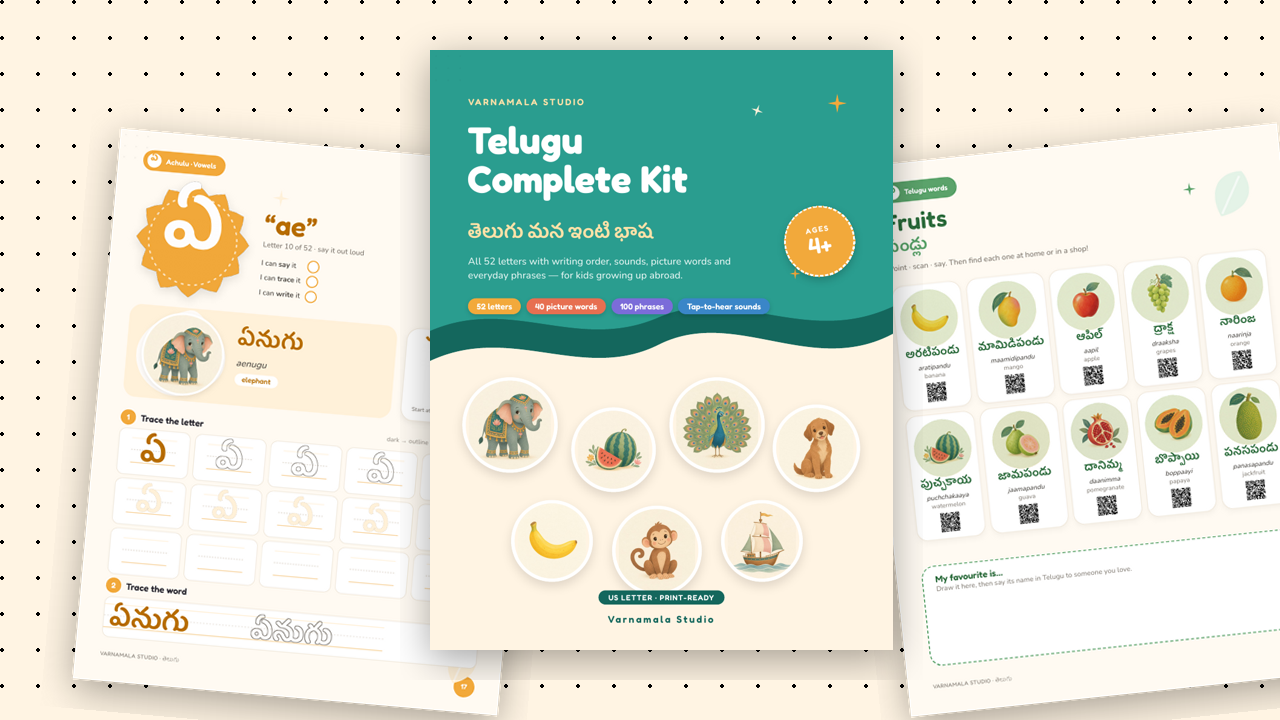 Achulu · Vowels
ఏ
“ae”
Letter 10 of 52 · say it out loud
I can say it
I can trace it
I can write it
ఏనుగు
aenugu
elephant
1 Trace the letter
dark → outline
ఏ ఏ ఏ ఏ
ఏ ఏ ఏ ఏ
2 Trace the word
ఏనుగు ఏనుగు
VARNAMALA STUDIO · తెలుగు
17
VARNAMALA STUDIO
Telugu
Complete Kit
తెలుగు మన ఇంటి భాష
All 52 letters with writing order, sounds, picture words and
everyday phrases — for kids growing up abroad.
AGES
4+
52 letters
40 picture words
100 phrases
Tap-to-hear sounds
US LETTER · PRINT-READY
Varnamala Studio
Telugu words
Fruits
పండ్లు
Point · scan · say. Then find each one at home or in a shop!
అరటిపండు
aratipandu
banana
మామిడిపండు
maamidipandu
mango
ఆపిల్
aapil
apple
ద్రాక్ష
draaksha
grapes
నారింజ
naarinja
orange
పుచ్చకాయ
puchchakaaya
watermelon
జామపండు
jaamapandu
guava
దానిమ్మ
daanimma
pomegranate
బొప్పాయి
boppaayi
papaya
పనసపండు
panasapandu
jackfruit
My favourite is...
Draw it here, then say its name in Telugu to someone you love.
VARNAMALA STUDIO · తెలుగు